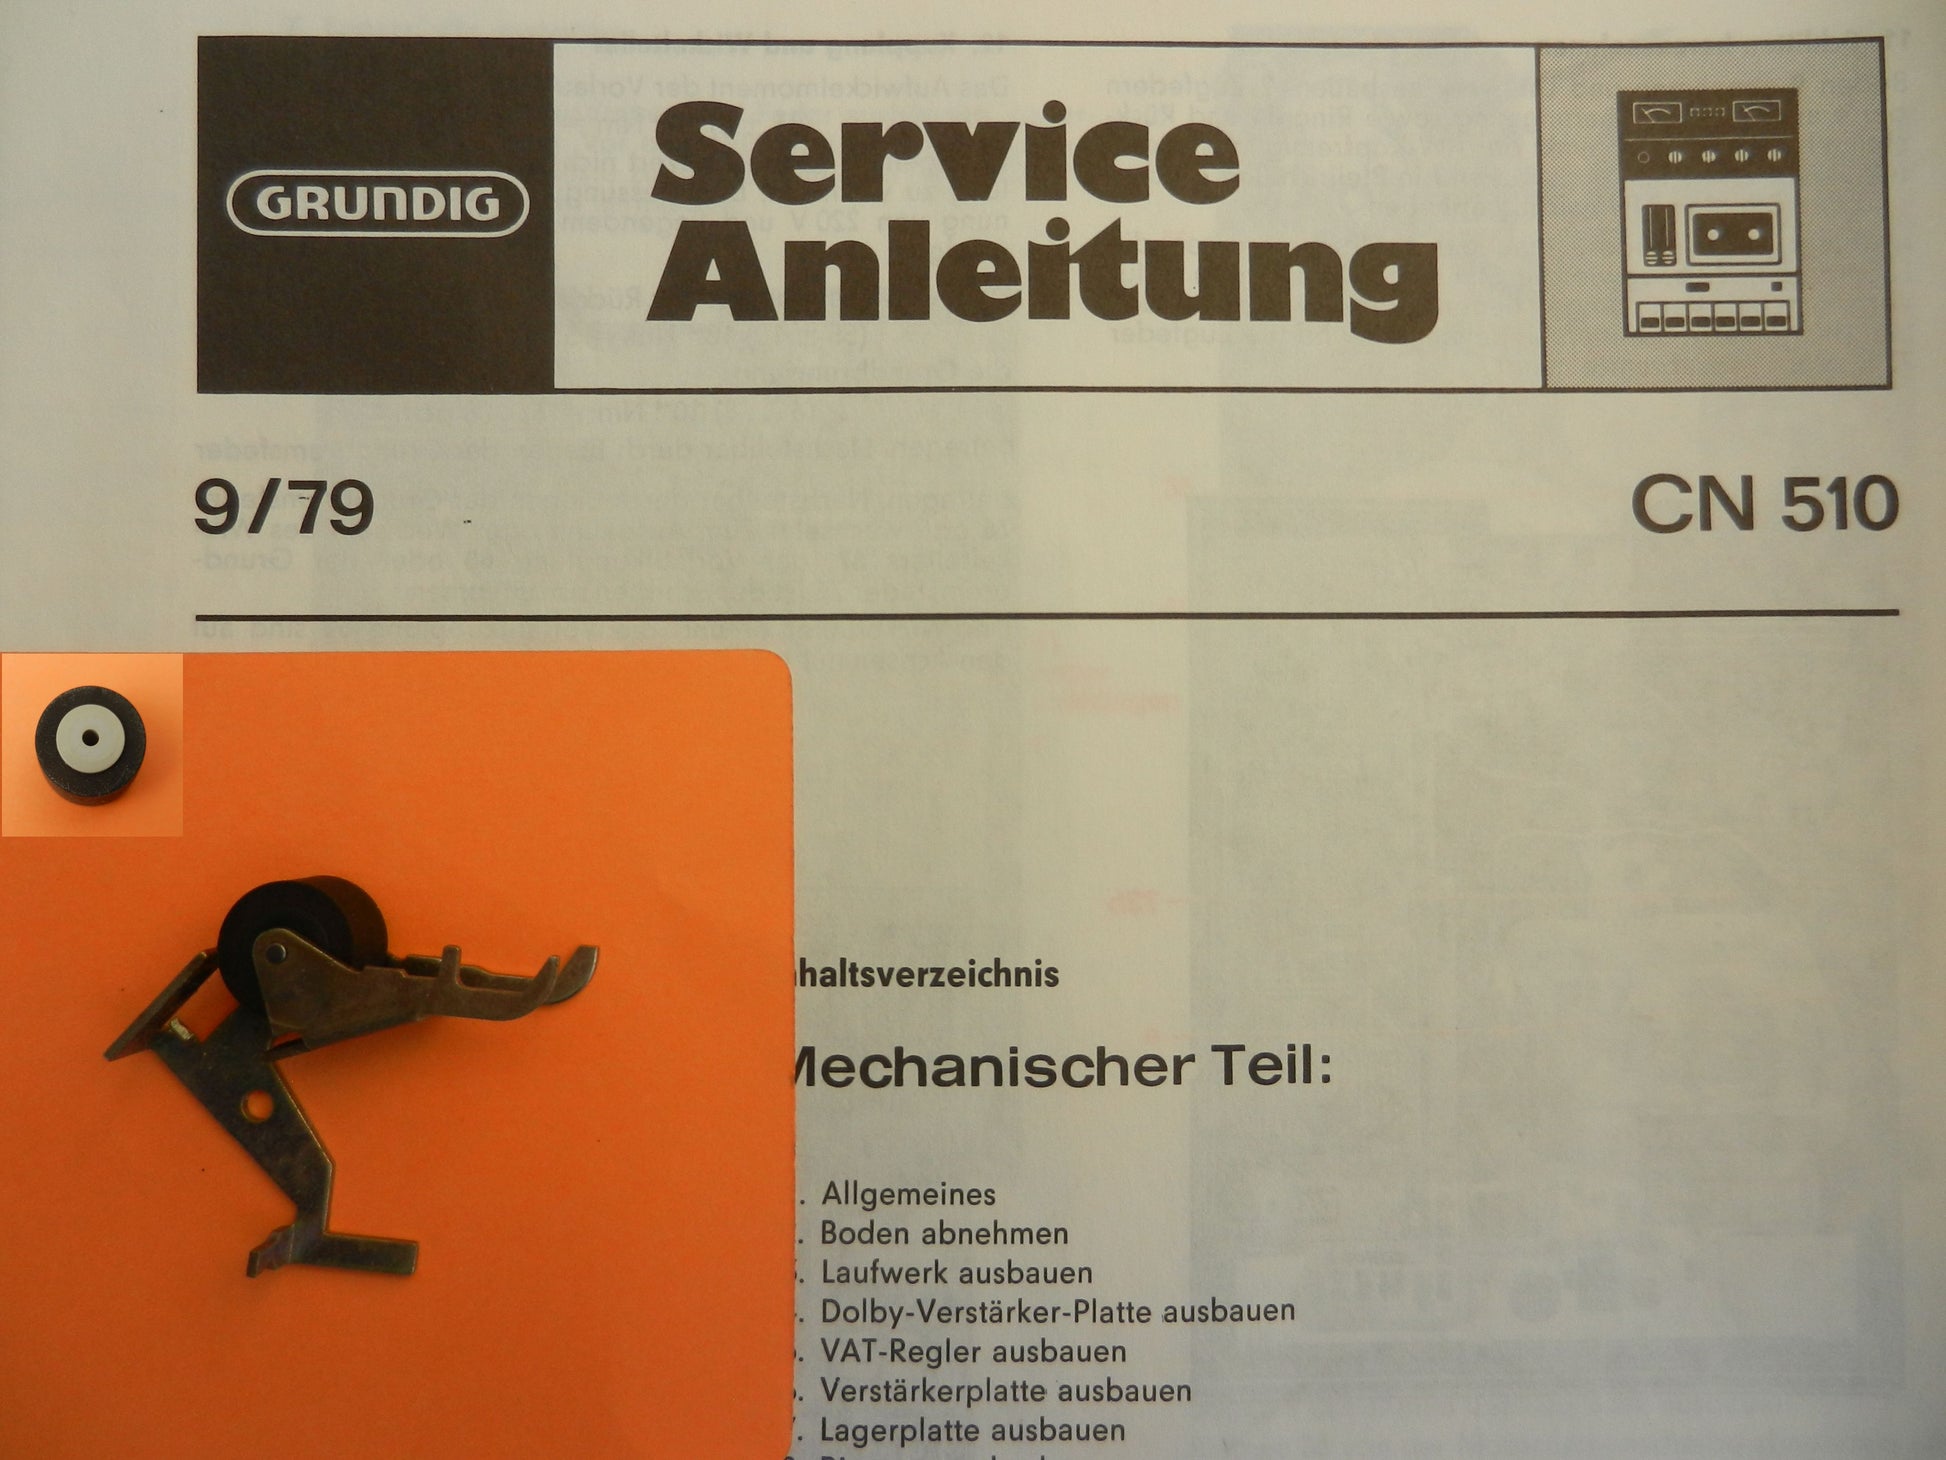 GRUNDIG
Service
Anleitung
9/79
CN 510
nhaltsverzeichnis
Mechanischer Teil:
. Allgemeines
. Boden abnehmen
. Laufwerk ausbauen
. Dolby-Verstärker-Platte ausbauen
. VAT-Regler ausbauen
. Verstärkerplatte ausbauen
. Lagerplatte ausbauen